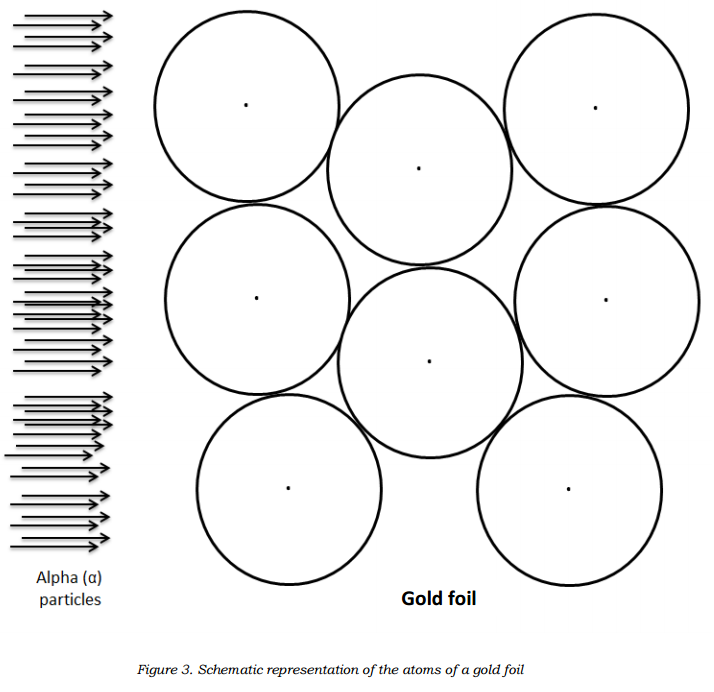 Alpha (α)
particles
Gold foil
Figure 3. Schematic representation of the atoms of a gold foil